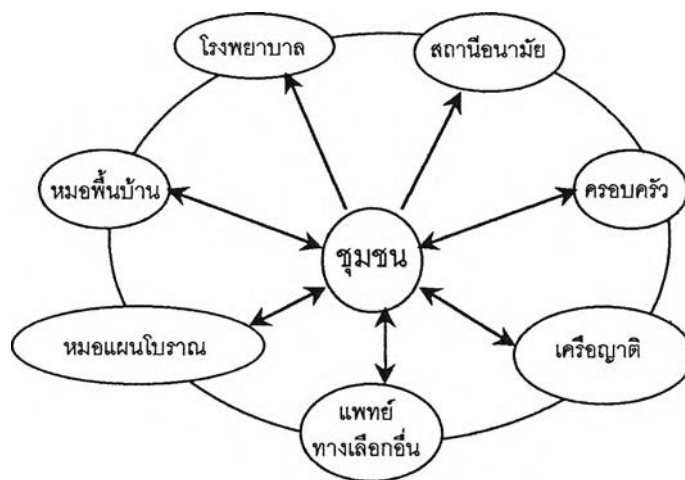 โรงพยาบาล
สถานีอนามัย
หมอพื้นบ้าน
ครอบครัว
ชุมชน
หมอแผนโบราณ
เครือญาติ
แพทย์
ทางเลือกอื่น